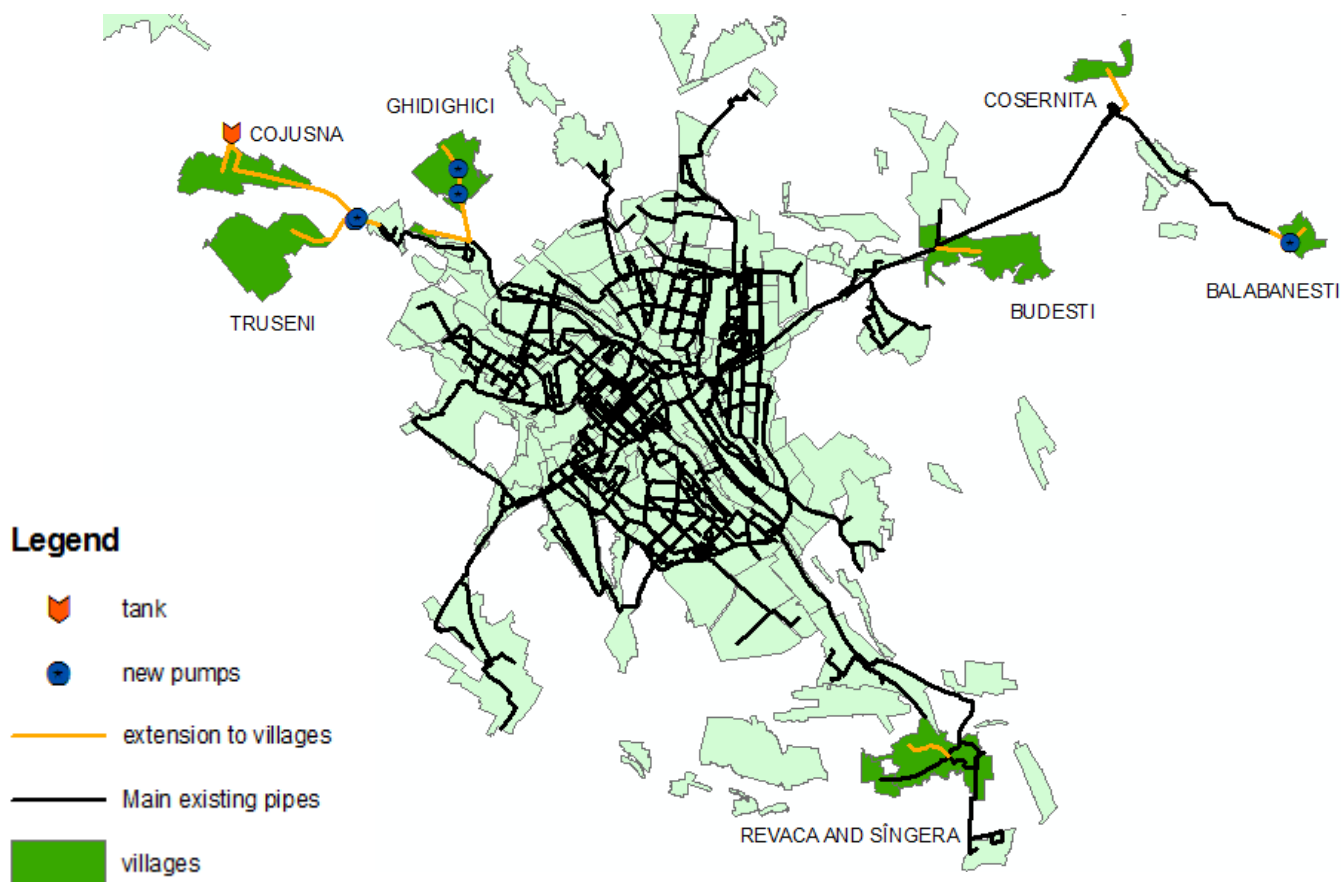 GHIDIGHICI
COSERNITA
COJUSNA
TRUSENI
BUDESTI
BALABANESTI
REVACA AND SÎNGERA
Legend
tank
new pumps
extension to villages
Main existing pipes
villages